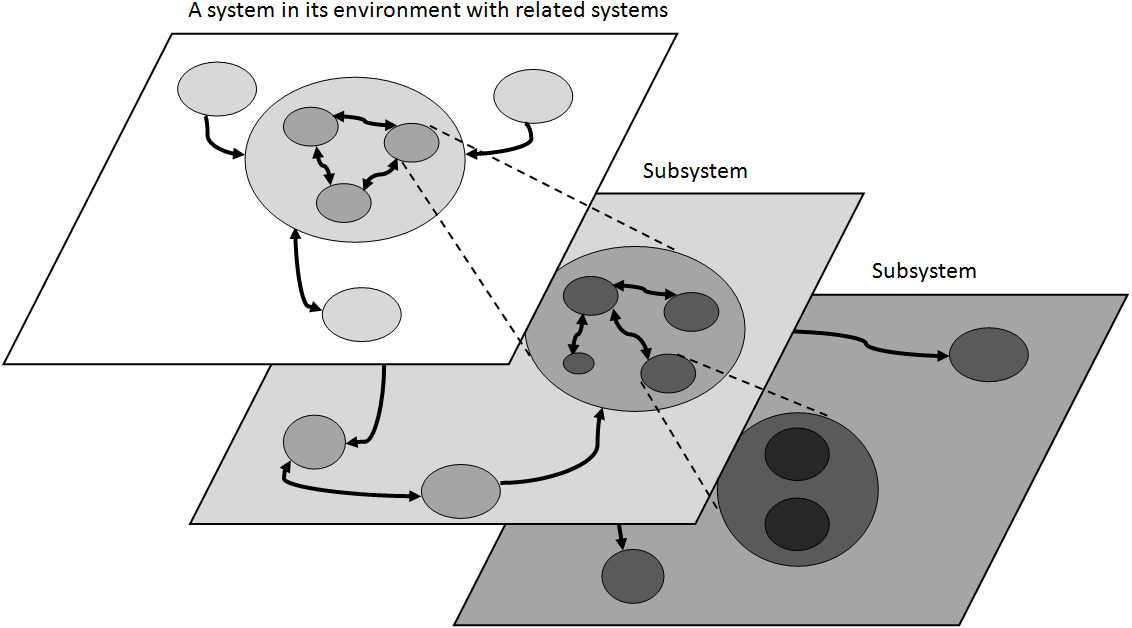 A system in its environment with related systems
Subsystem
Subsystem